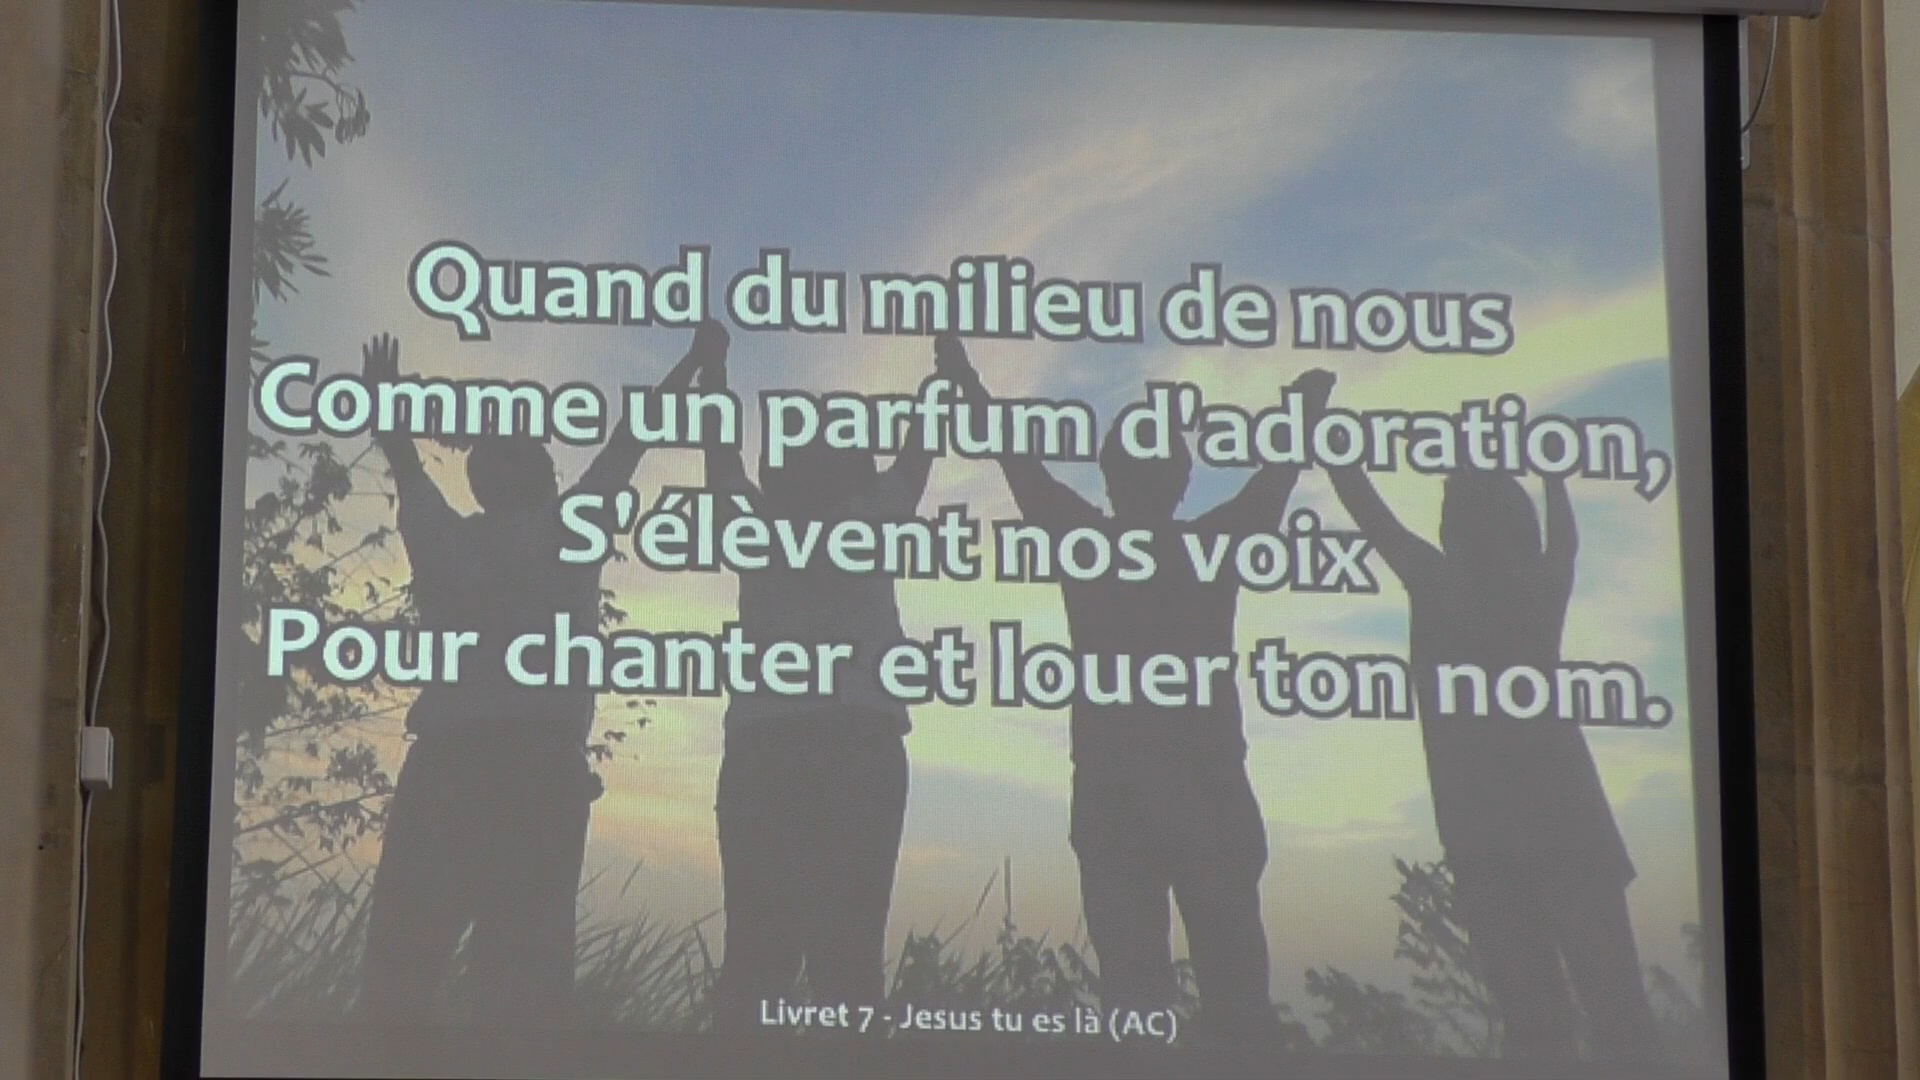 Quand du milieu de nous
Comme un parfum d'adoration,
S'élèvent nos voix
Pour chanter et louer ton nom.
Livret 7 - Jesus tu es là (AC)